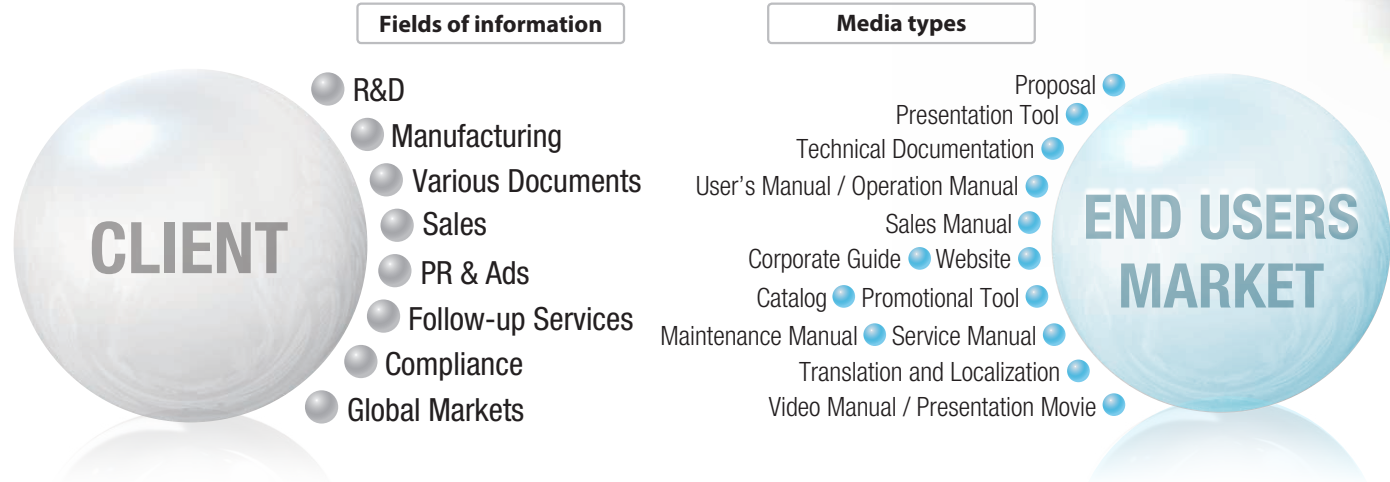 Fields of information
Media types
CLIENT
R&D
Manufacturing
Various Documents
Sales
PR & Ads
Follow-up Services
Compliance
Global Markets
Proposal
Presentation Tool
Technical Documentation
User’s Manual / Operation Manual
Sales Manual
Corporate Guide Website
Catalog Promotional Tool
Maintenance Manual Service Manual
Translation and Localization
Video Manual / Presentation Movie
END USERS
MARKET